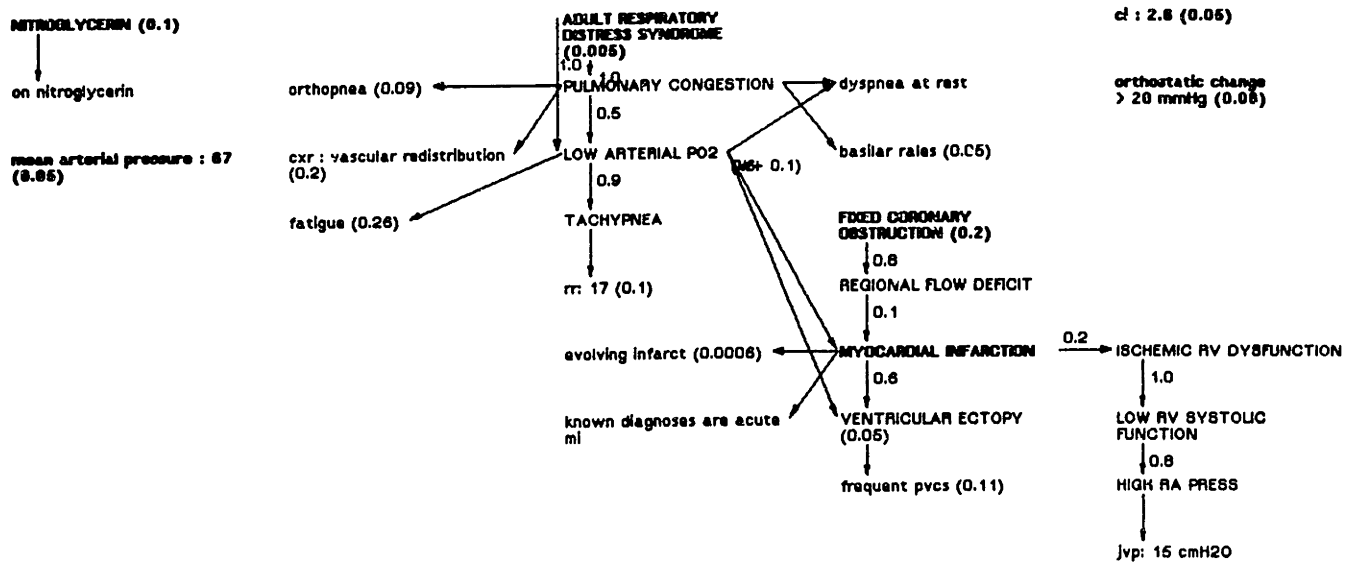 NITROGLYCERIN (0.1)
on nitroglycerin
mean arterial pressure : 67
(0.05)
orthopnea (0.09)
cxr : vascular redistribution
(0.2)
fatigue (0.26)
ADULT RESPIRATORY
DISTRESS SYNDROME
(0.005)
1.0
1.0
PULMONARY CONGESTION
0.5
LOW ARTERIAL PO2
0.9
TACHYPNEA
rr: 17 (0.1)
evolving infarct (0.0006)
known diagnoses are acute
mi
dyspnea at rest
basilar rales (0.05)
0.1)
FIXED CORONARY
OBSTRUCTION (0.2)
0.8
REGIONAL FLOW DEFICIT
0.1
MYOCARDIAL INFARCTION
0.2
0.6
VENTRICULAR ECTOPY
(0.05)
frequent pvcs (0.11)
ci : 2.6 (0.05)
orthostatic change
> 20 mmHg (0.08)
ISCHEMIC RV DYSFUNCTION
1.0
LOW RV SYSTOLIC
FUNCTION
0.8
HIGH RA PRESS
jvp: 15 cmH2O